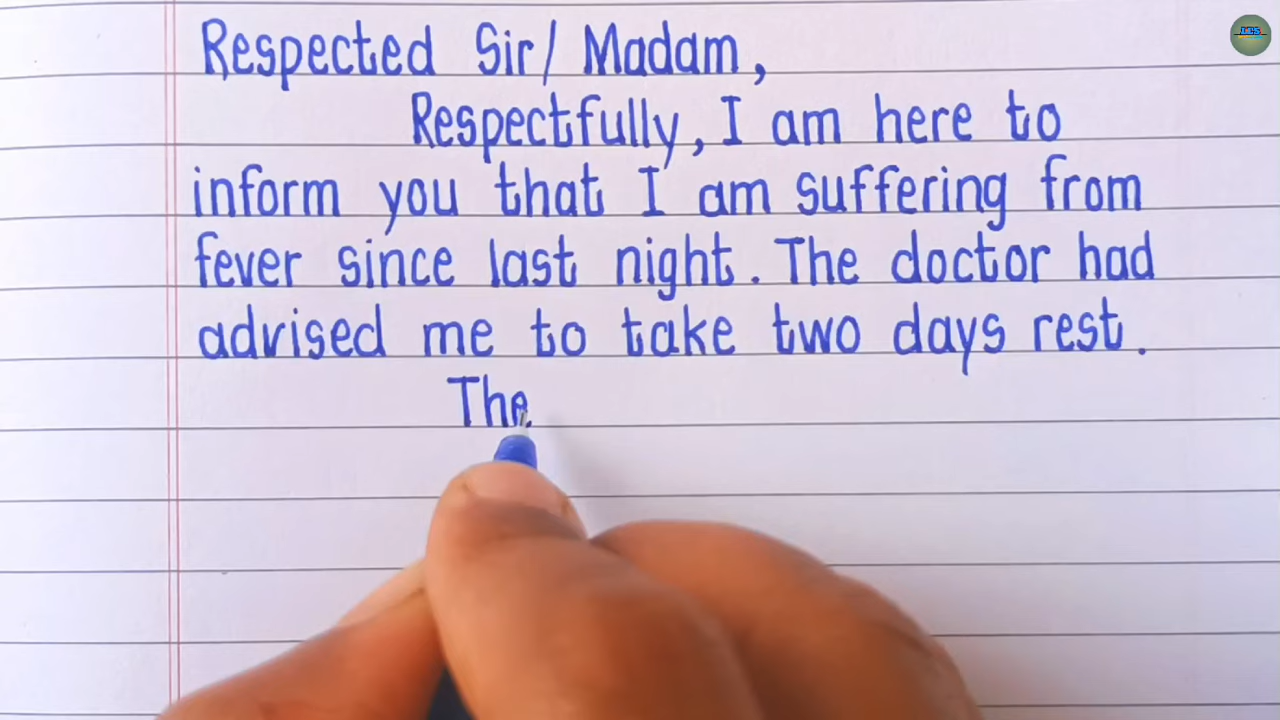 Respected Sir/ Madam,
Respectfully, I am here to
inform you that I am suffering from
fever since last night. The doctor had
advised me to take two days rest.
The